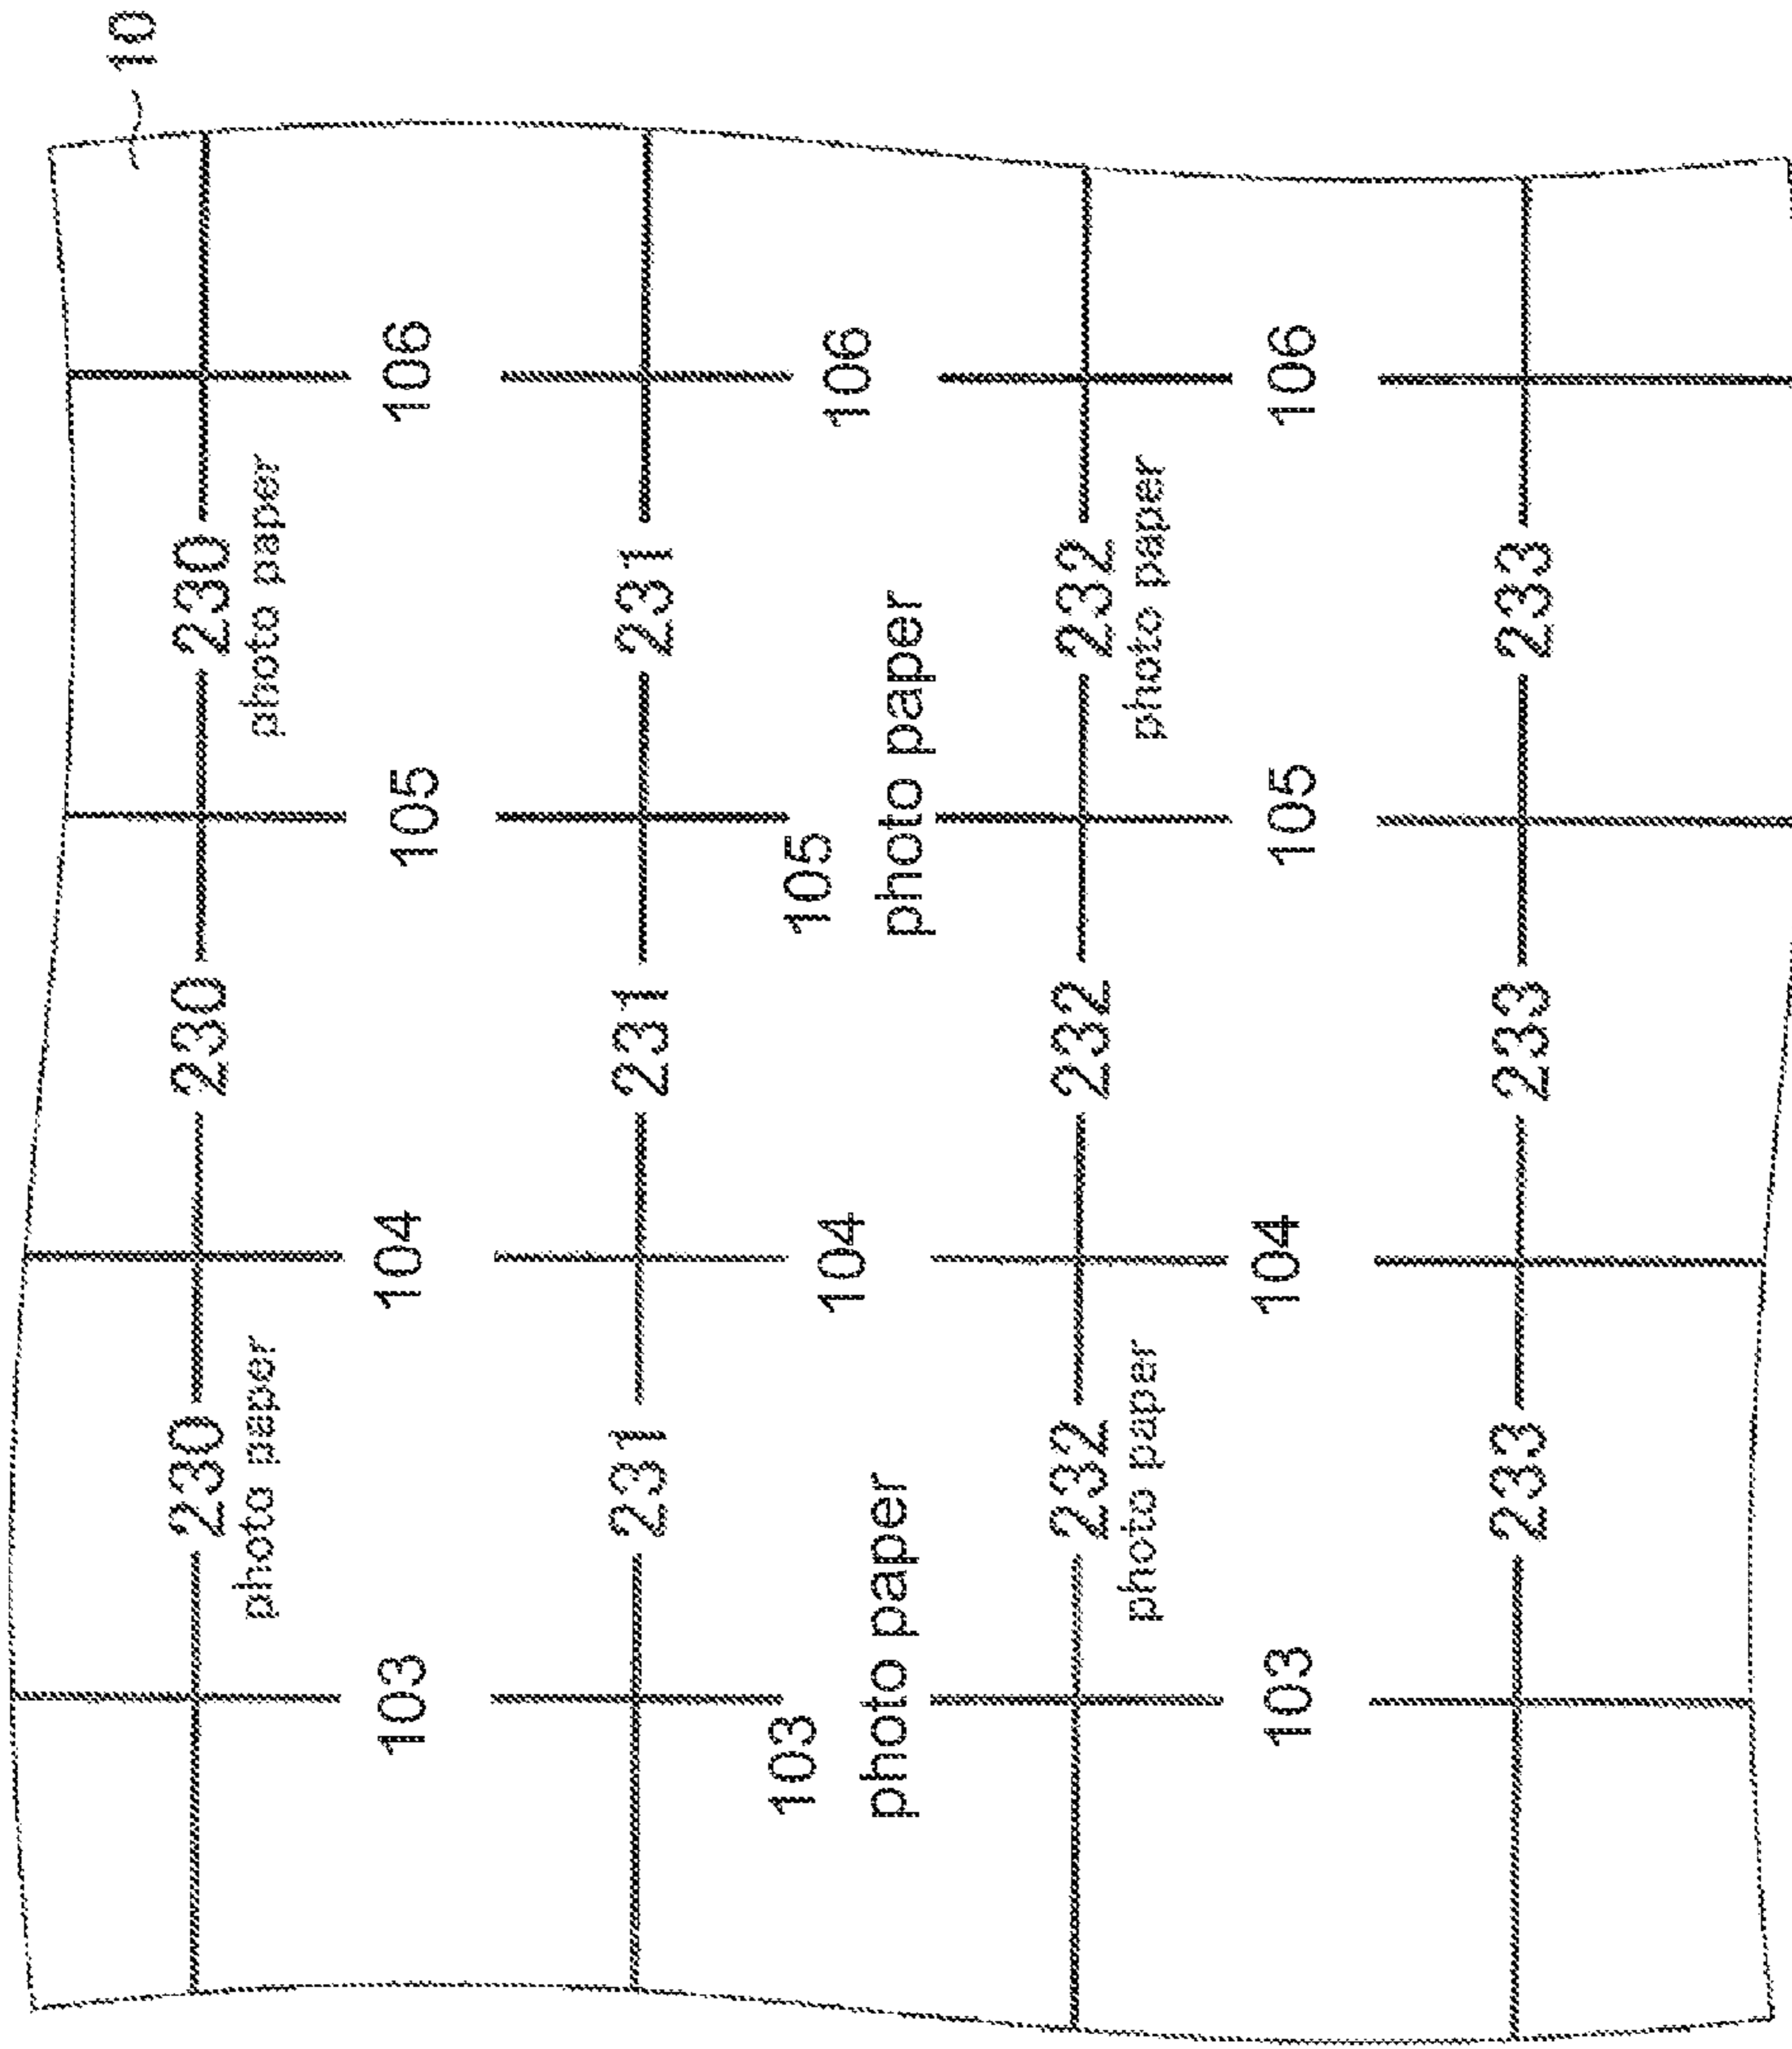 10
230 230 230
photo paper photo paper
103 104 105 106
231 231 231
103 104 105 106
photo paper photo paper
232 232 232
photo paper photo paper
103 104 105 106
233 233 233